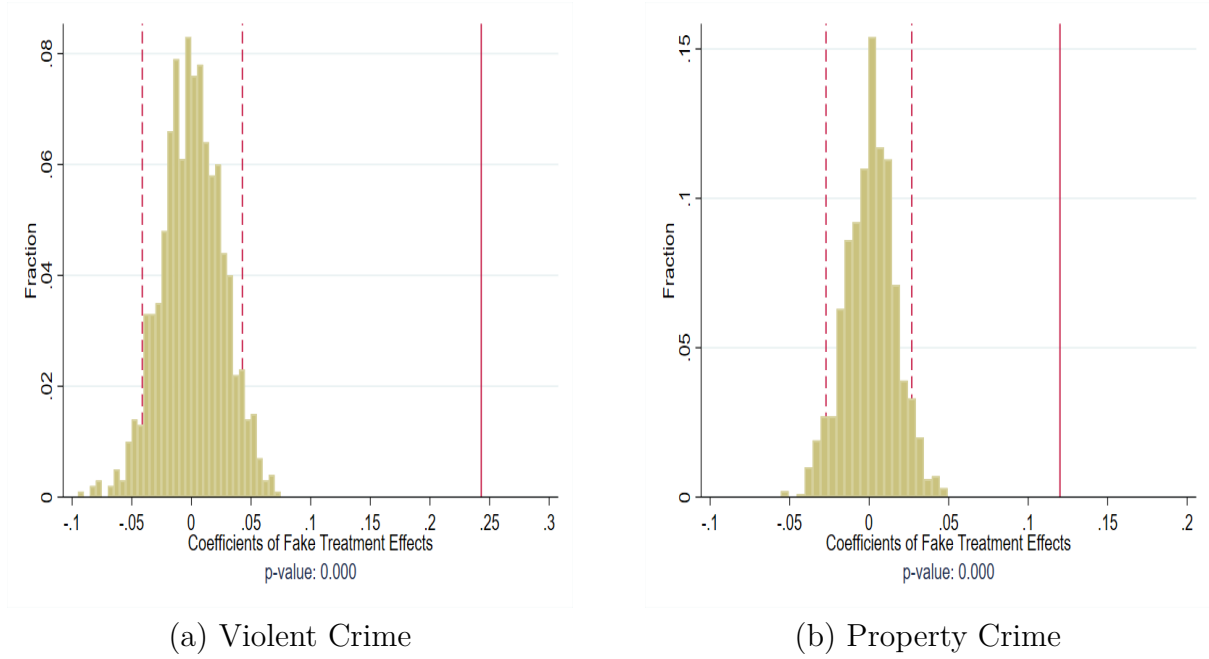 Fraction
0 .02 .04 .06 .08
-.1 -.05 0 .05 .1 .15 .2 .25 .3
Coefficients of Fake Treatment Effects
p-value: 0.000
(a) Violent Crime
Fraction
0 .05 .1 .15
-.1 -.05 0 .05 .1 .15 .2
Coefficients of Fake Treatment Effects
p-value: 0.000
(b) Property Crime